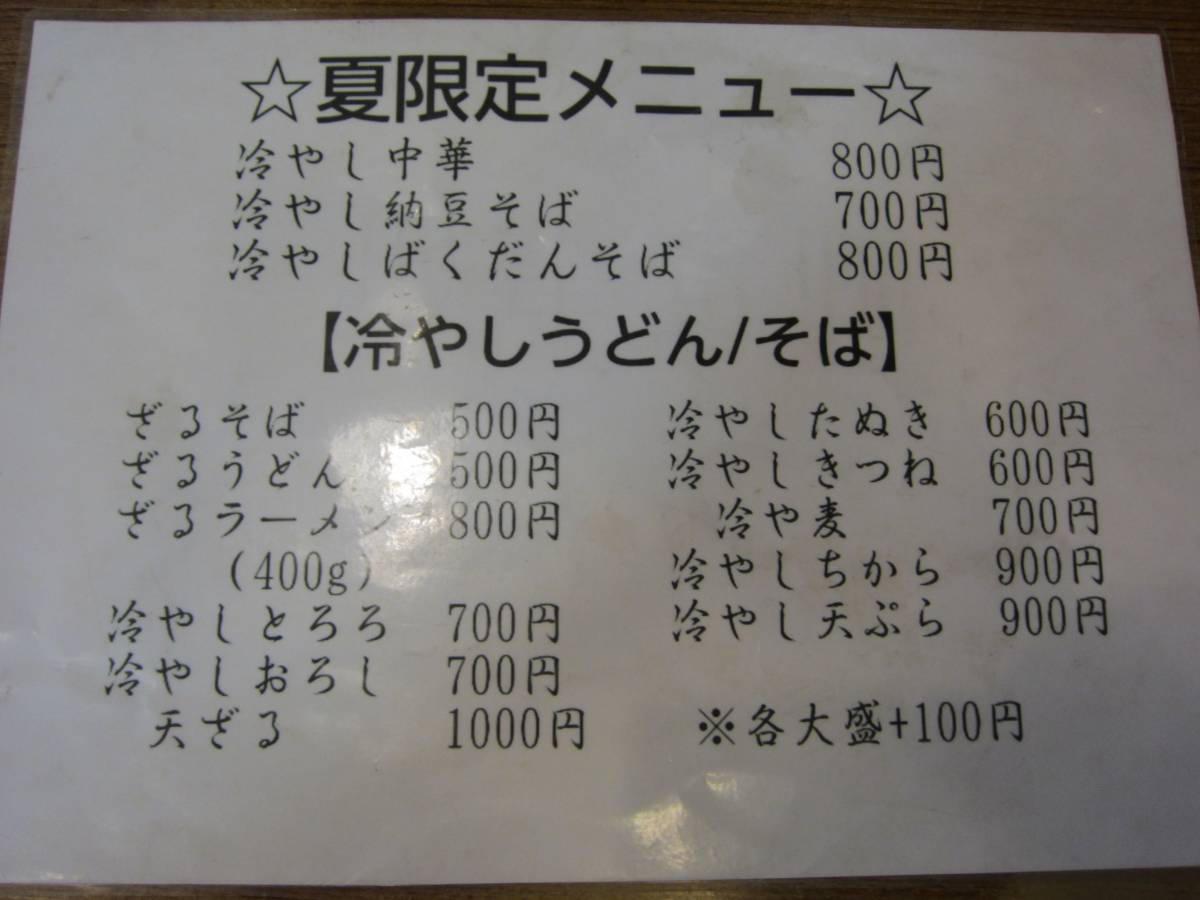 ☆夏限定メニュー☆
冷やし中華 800円
冷やし納豆そば 700円
冷やしばくだんそば 800円
【冷やしうどん/そば】
ざるそば 500円
ざるうどん 500円
ざるラーメン 800円
(400g)
冷やしとろろ 700円
冷やしおろし 700円
天ざる 1000円
冷やしたぬき 600円
冷やしきつね 600円
冷や麦 700円
冷やしちから 900円
冷やし天ぷら 900円
※各大盛+100円